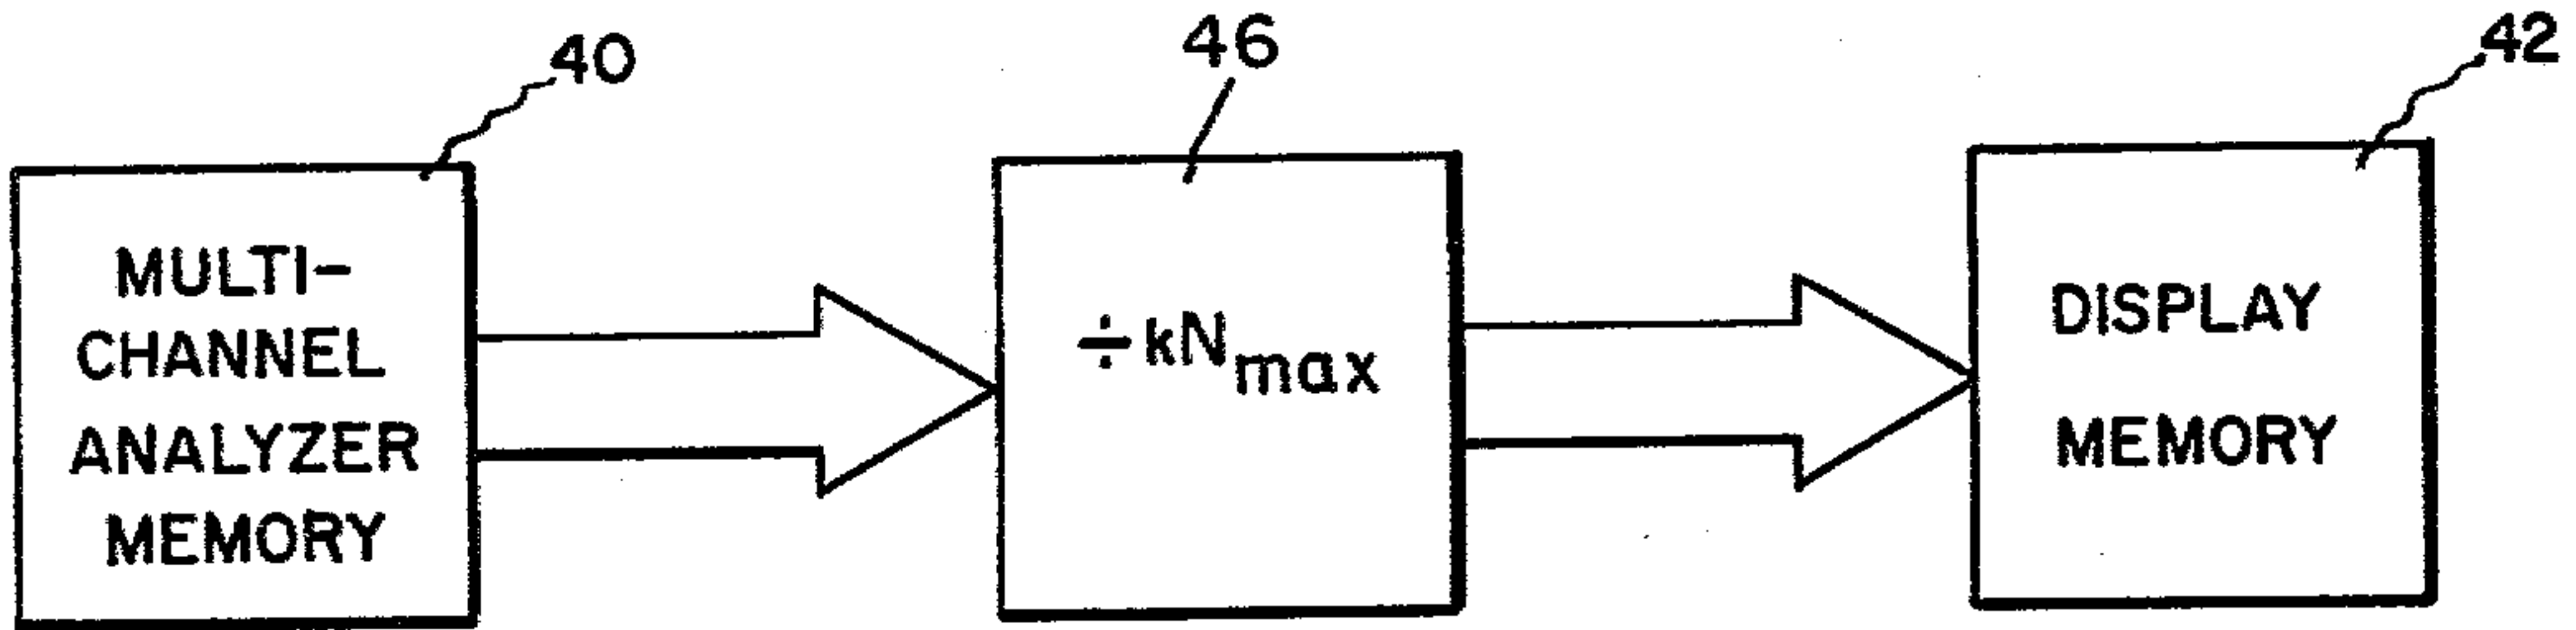 40
46
42
MULTI-
CHANNEL
ANALYZER
MEMORY
÷kNmax
DISPLAY
MEMORY